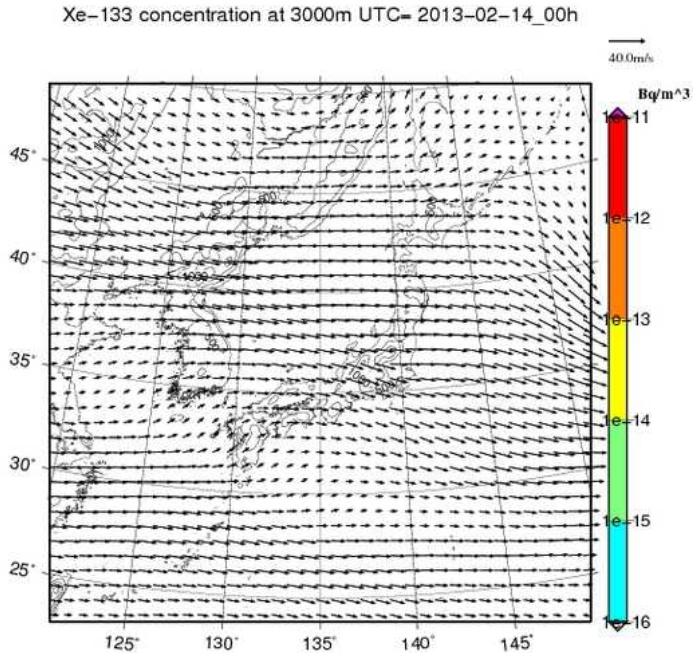 Xe-133 concentration at 3000m UTC= 2013-02-14_00h
40.0m/s
Bq/m^3
1e-11
45°
1e-12
40°
1000
1e-13
35°
1e-14
30°
1e-15
25°
1e-16
125° 130° 135° 140° 145°